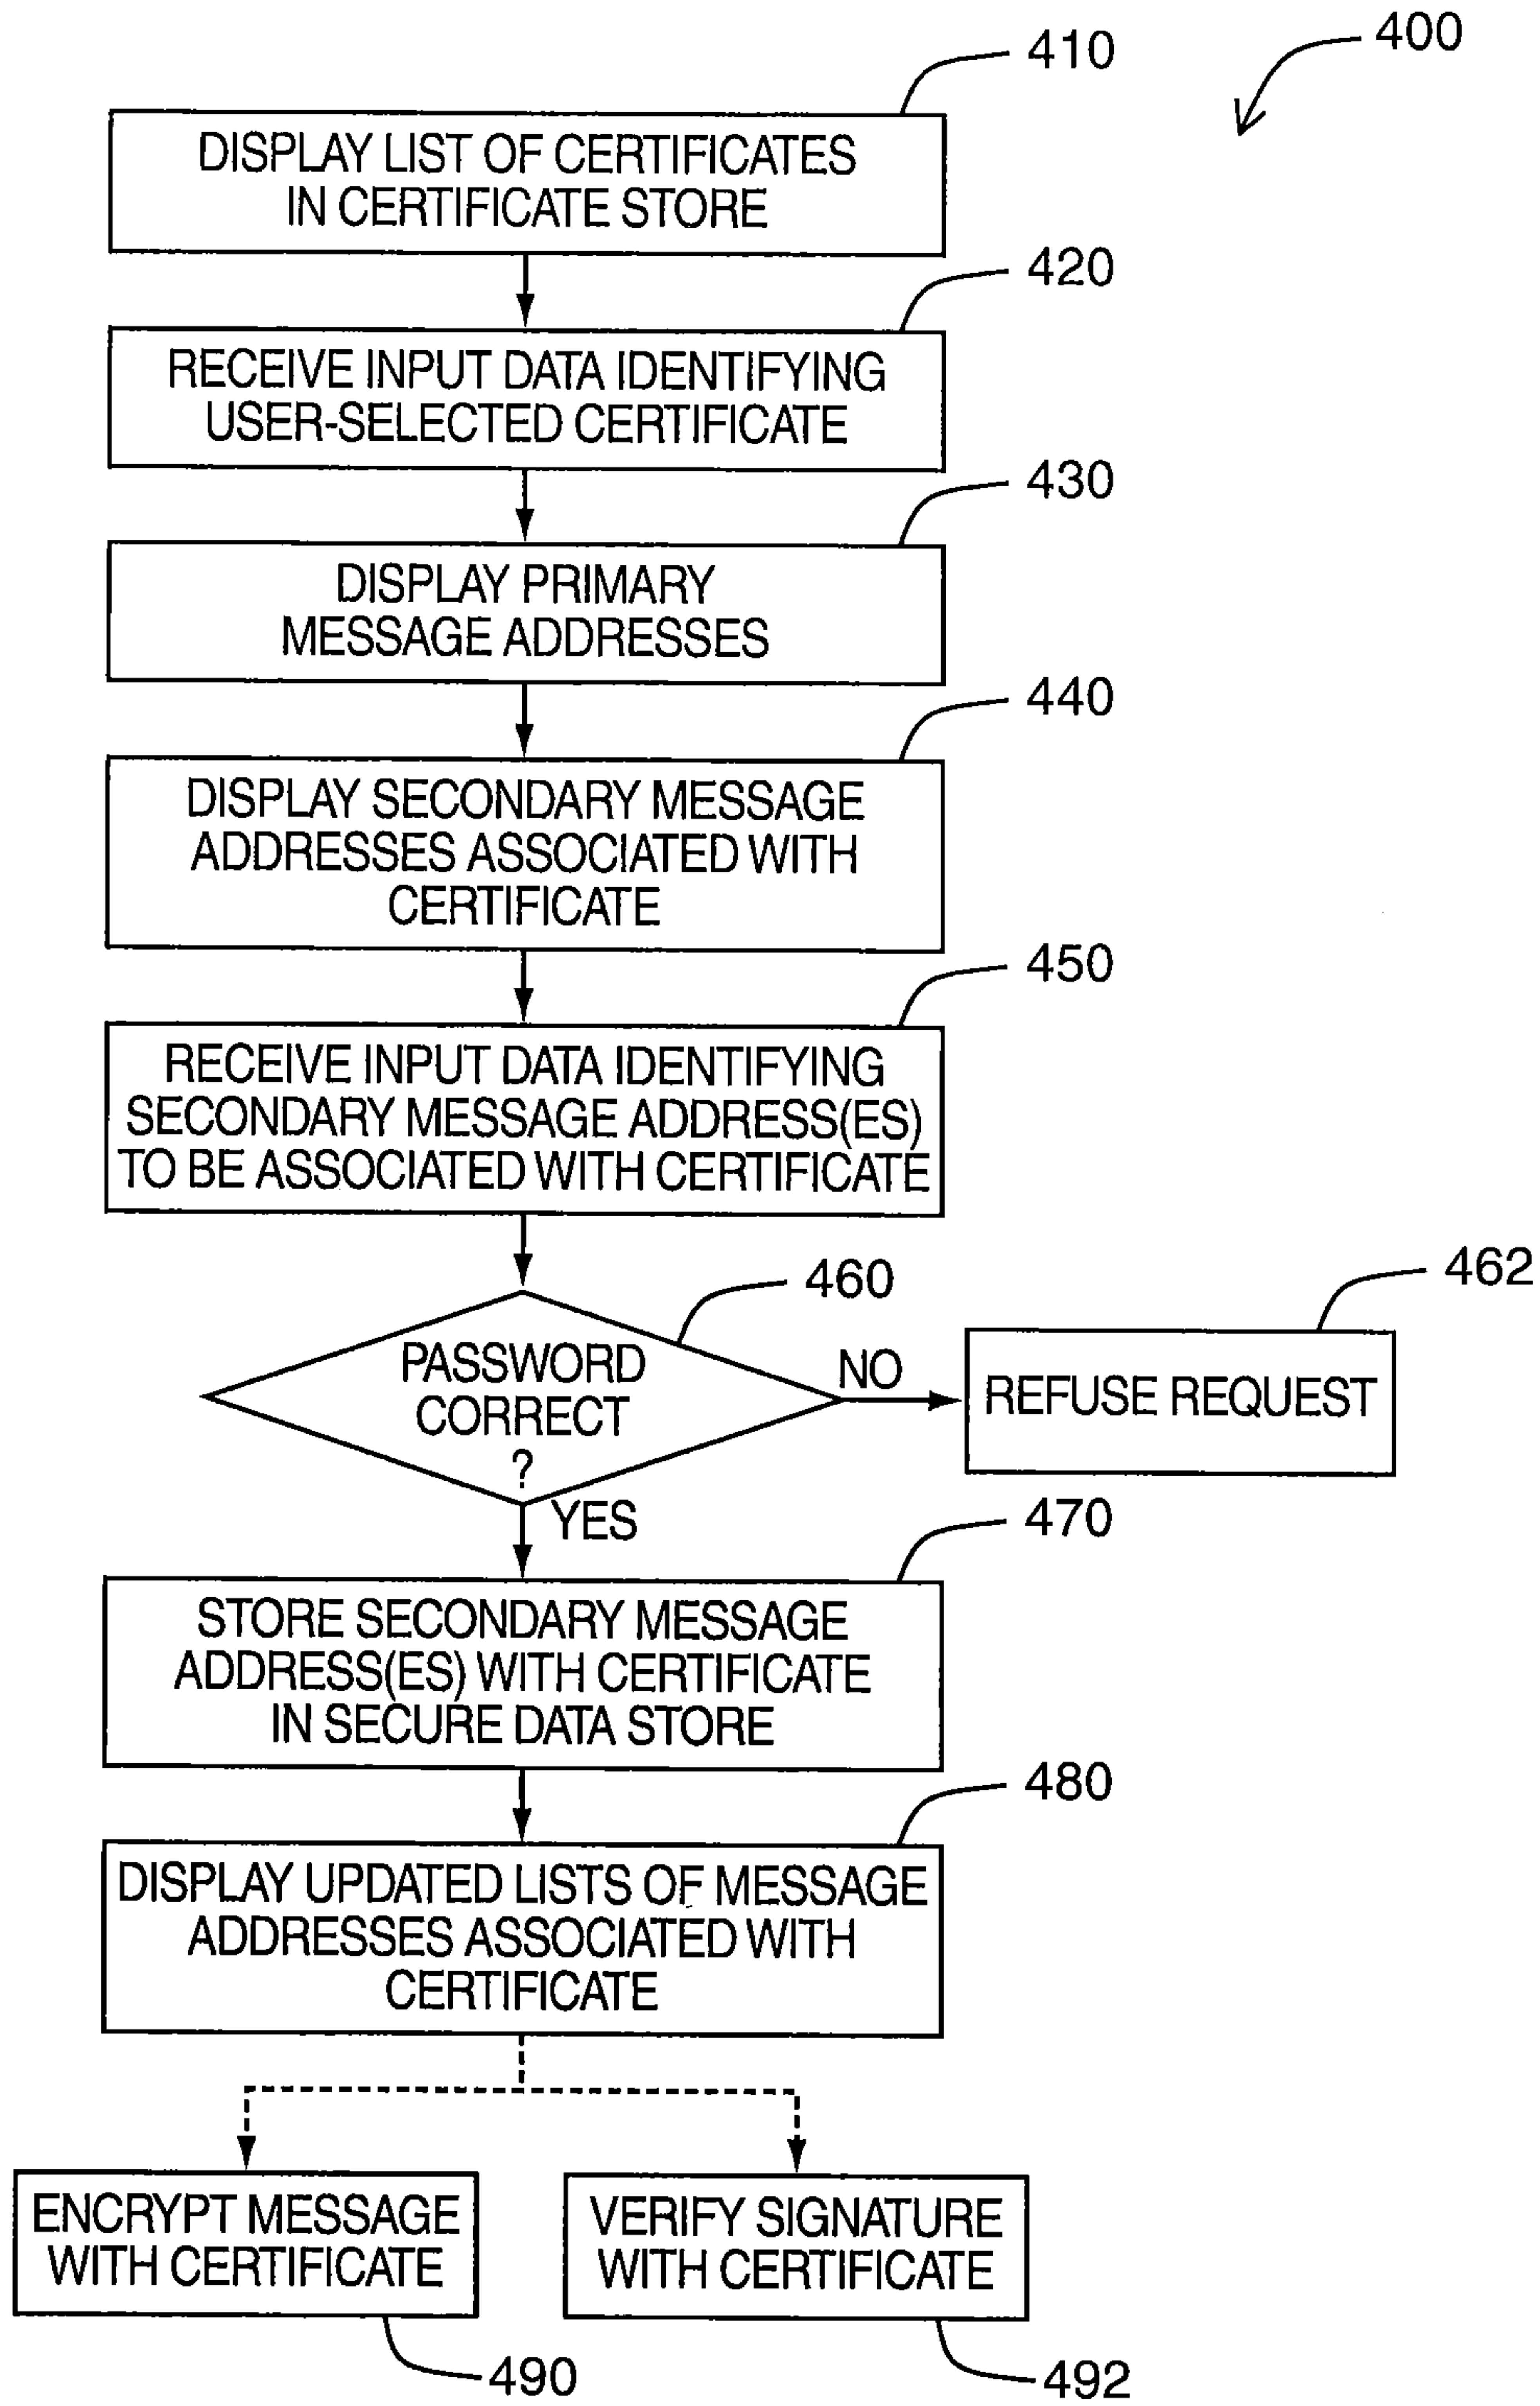 400
410
DISPLAY LIST OF CERTIFICATES
IN CERTIFICATE STORE
420
RECEIVE INPUT DATA IDENTIFYING
USER-SELECTED CERTIFICATE
430
DISPLAY PRIMARY
MESSAGE ADDRESSES
440
DISPLAY SECONDARY MESSAGE
ADDRESSES ASSOCIATED WITH
CERTIFICATE
450
RECEIVE INPUT DATA IDENTIFYING
SECONDARY MESSAGE ADDRESS(ES)
TO BE ASSOCIATED WITH CERTIFICATE
460
PASSWORD
CORRECT
?
NO
462
REFUSE REQUEST
YES
470
STORE SECONDARY MESSAGE
ADDRESS(ES) WITH CERTIFICATE
IN SECURE DATA STORE
480
DISPLAY UPDATED LISTS OF MESSAGE
ADDRESSES ASSOCIATED WITH
CERTIFICATE
ENCRYPT MESSAGE
WITH CERTIFICATE
490
VERIFY SIGNATURE
WITH CERTIFICATE
492